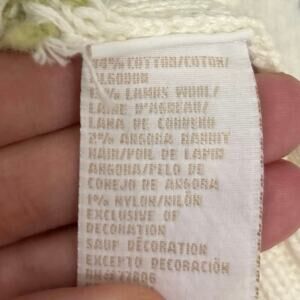 COTTON/COTON/
ALGODON
LAMBS WOOL/
LAINE D'AGNEAU/
LANA DE CORDERO
2% ANGORA RABBIT
HAIR/POIL DE LAPIN
ANGORA/PELO DE
CONEJO DE ANGORA
1% NYLON/NILÓN
EXCLUSIVE OF
DECORATION
SAUF DÉCORATION
EXCEPTO DECORACIÓN